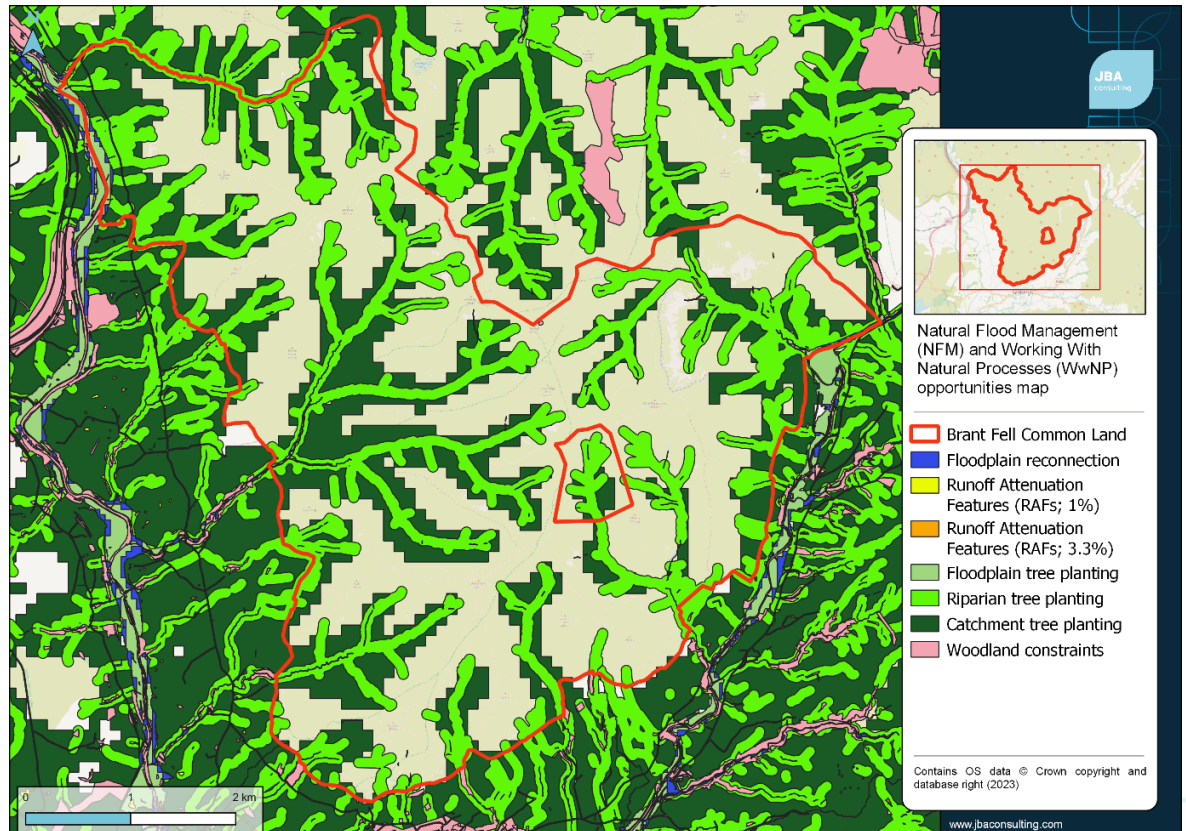 JBA
consulting
Natural Flood Management
(NFM) and Working With
Natural Processes (WwNP)
opportunities map
Brant Fell Common Land
Floodplain reconnection
Runoff Attenuation
Features (RAFs; 1%)
Runoff Attenuation
Features (RAFs; 3.3%)
Floodplain tree planting
Riparian tree planting
Catchment tree planting
Woodland constraints
Contains OS data © Crown copyright and
database right (2023)
0 1 2 km
www.jbaconsulting.com